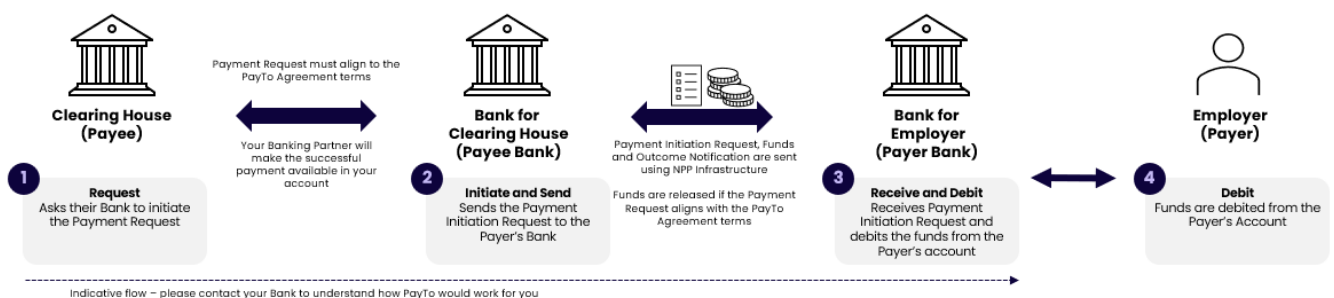 Clearing House
(Payee)
Payment Request must align to the
PayTo Agreement terms
Your Banking Partner will
make the successful
payment available in your
account
Bank for
Clearing House
(Payee Bank)
Payment Initiation Request, Funds
and Outcome Notification are sent
using NPP Infrastructure
Funds are released if the Payment
Request aligns with the PayTo
Agreement terms
Bank for
Employer
(Payer Bank)
Employer
(Payer)
1
Request
Asks their Bank to initiate
the Payment Request
2
Initiate and Send
Sends the Payment
Initiation Request to the
Payer's Bank
3
Receive and Debit
Receives Payment
Initiation Request and
debits the funds from the
Payer's account
4
Debit
Funds are debited from the
Payer's Account
Indicative flow – please contact your Bank to understand how PayTo would work for you